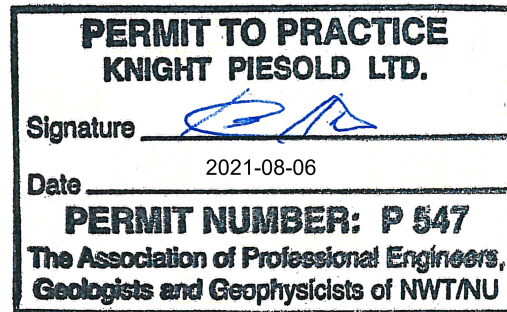 PERMIT TO PRACTICE
KNIGHT PIESOLD LTD.
Signature
Date 2021-08-06
PERMIT NUMBER: P 547
The Association of Professional Engineers,
Geologists and Geophysicists of NWT/NU